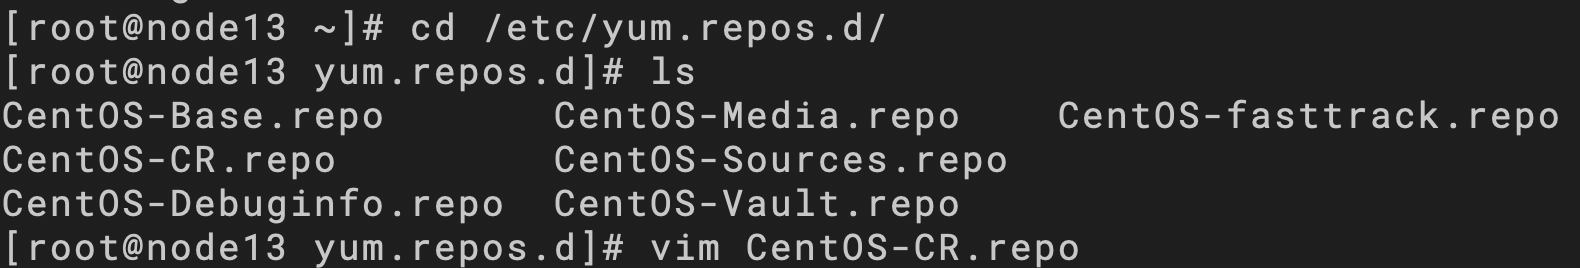 [root@node13 ~]# cd /etc/yum.repos.d/
[root@node13 yum.repos.d]# ls
CentOS-Base.repo       CentOS-Media.repo    CentOS-fasttrack.repo
CentOS-CR.repo         CentOS-Sources.repo
CentOS-Debuginfo.repo  CentOS-Vault.repo
[root@node13 yum.repos.d]# vim CentOS-CR.repo